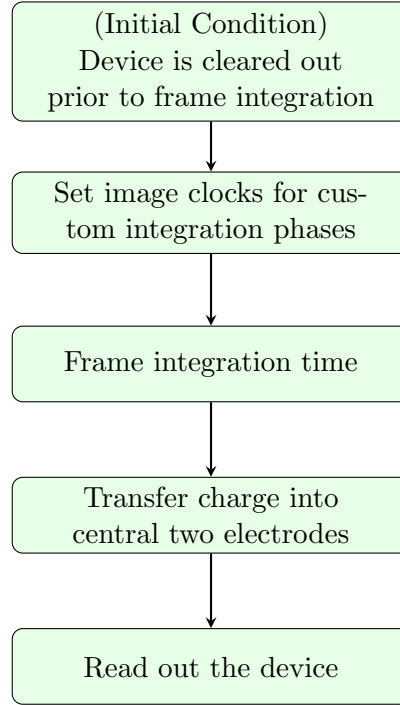 (Initial Condition)
Device is cleared out
prior to frame integration
Set image clocks for cus-
tom integration phases
Frame integration time
Transfer charge into
central two electrodes
Read out the device